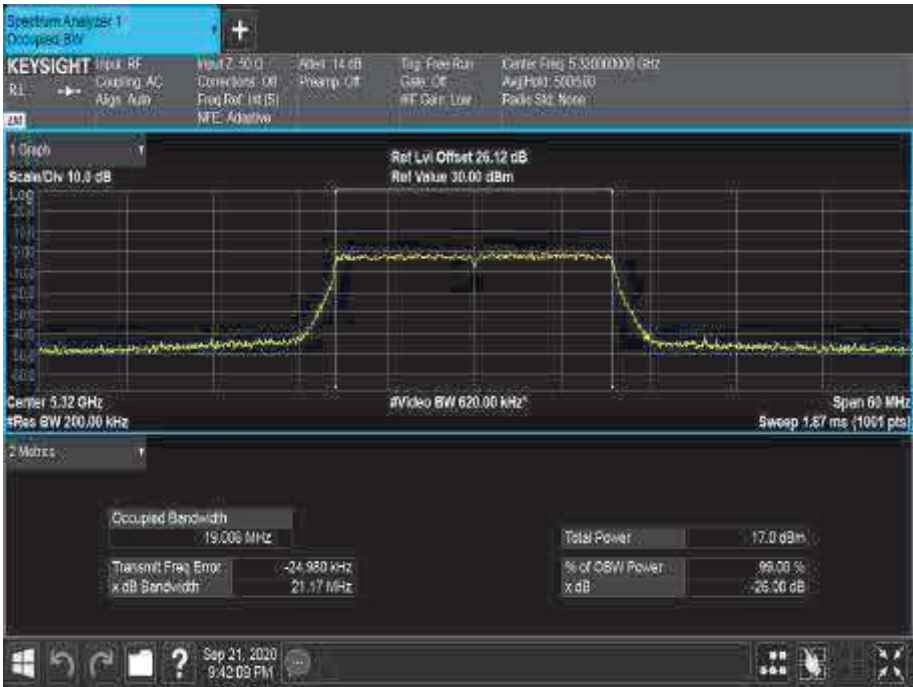 Spectrum Analyzer 1
Occupied BW
+
KEYSIGHT
R L
Input: RF
Coupling: AC
Align: Auto
Input Z: 50 Ω
Corrections: Off
Freq Ref: Int (S)
NFE: Adaptive
Atten: 14 dB
Preamp: Off
Trig: Free Run
Gate: Off
#IF Gain: Low
Center Freq: 5.320000000 GHz
Avg|Hold: 500/500
Radio Std: None
1 Graph
Scale/Div 10.0 dB
Ref Lvl Offset 26.12 dB
Ref Value 30.00 dBm
Log
Center 5.32 GHz
#Res BW 200.00 kHz
#Video BW 620.00 kHz*
Span 60 MHz
Sweep 1.87 ms (1001 pts)
2 Metrics
Occupied Bandwidth
19.006 MHz
Transmit Freq Error -24.980 kHz
x dB Bandwidth 21.17 MHz
Total Power 17.0 dBm
% of OBW Power 99.00 %
x dB -26.00 dB
?
Sep 21, 2020
9:42:09 PM